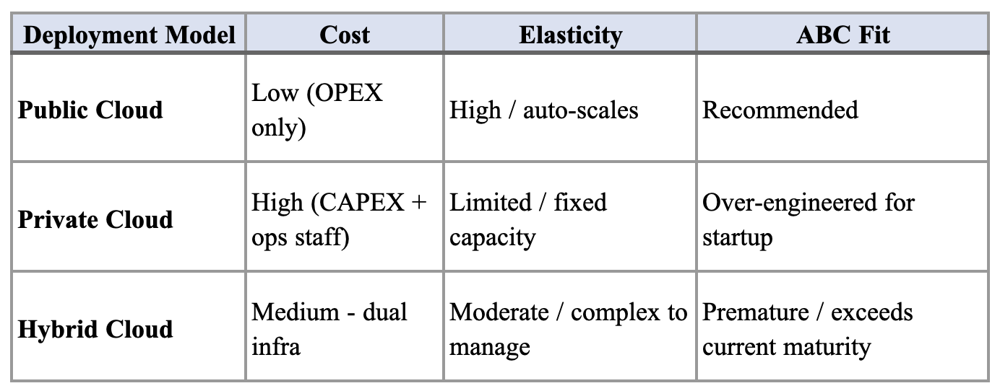 Deployment Model Cost Elasticity ABC Fit
Public Cloud
Low (OPEX
only)
High / auto-scales
Recommended
Private Cloud
High (CAPEX +
ops staff)
Limited / fixed
capacity
Over-engineered for
startup
Hybrid Cloud
Medium - dual
infra
Moderate / complex to
manage
Premature / exceeds
current maturity